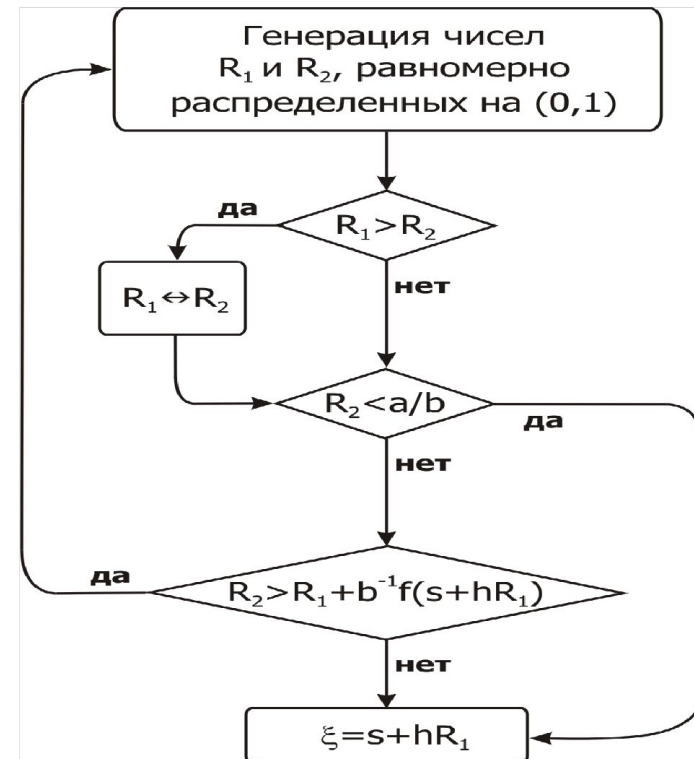 Генерация чисел
R₁ и R₂, равномерно
распределенных на (0,1)
да
R₁>R₂
нет
R₁⇔R₂
R₂<a/b
да
нет
да
R₂>R₁+b⁻¹f(s+hR₁)
нет
ξ=s+hR₁